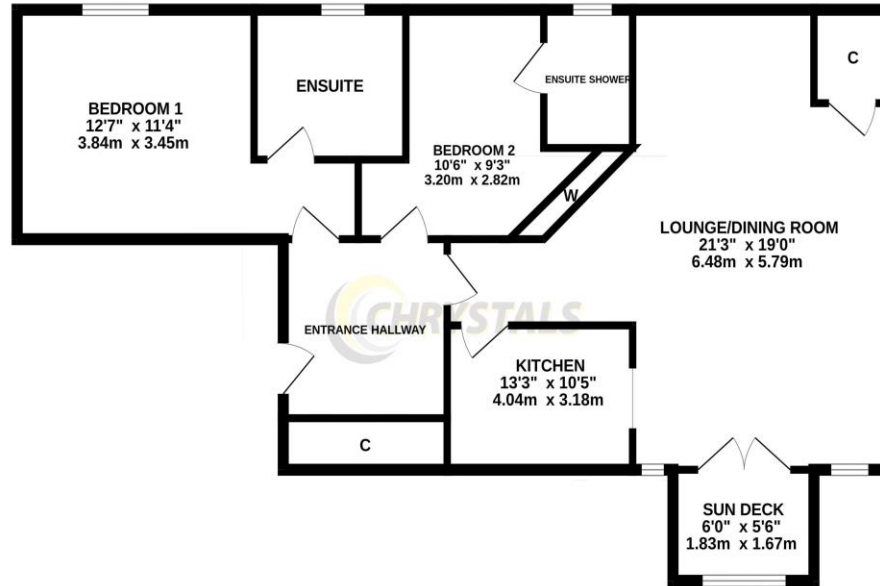 BEDROOM 1
12'7" x 11'4"
3.84m x 3.45m
ENSUITE
BEDROOM 2
10'6" x 9'3"
3.20m x 2.82m
ENSUITE SHOWER
C
W
LOUNGE/DINING ROOM
21'3" x 19'0"
6.48m x 5.79m
CHRYSTALS
ENTRANCE HALLWAY
KITCHEN
13'3" x 10'5"
4.04m x 3.18m
C
SUN DECK
6'0" x 5'6"
1.83m x 1.67m